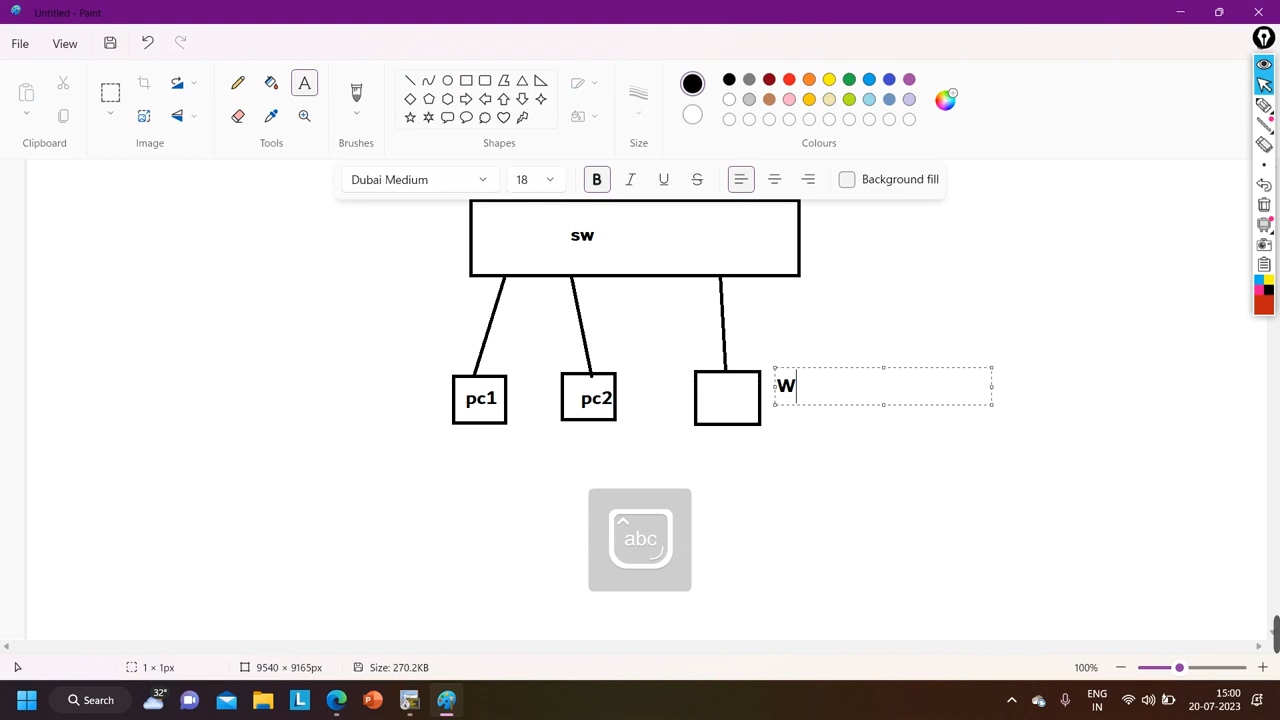 Untitled - Paint
File
View
Clipboard
Image
Tools
Brushes
Shapes
Size
Colours
Dubai Medium
18
B
I
U
S
Background fill
sw
pc1
pc2
W
abc
1 × 1px
9540 × 9165px
Size: 270.2KB
100%
Search
32°
ENG
IN
15:00
20-07-2023